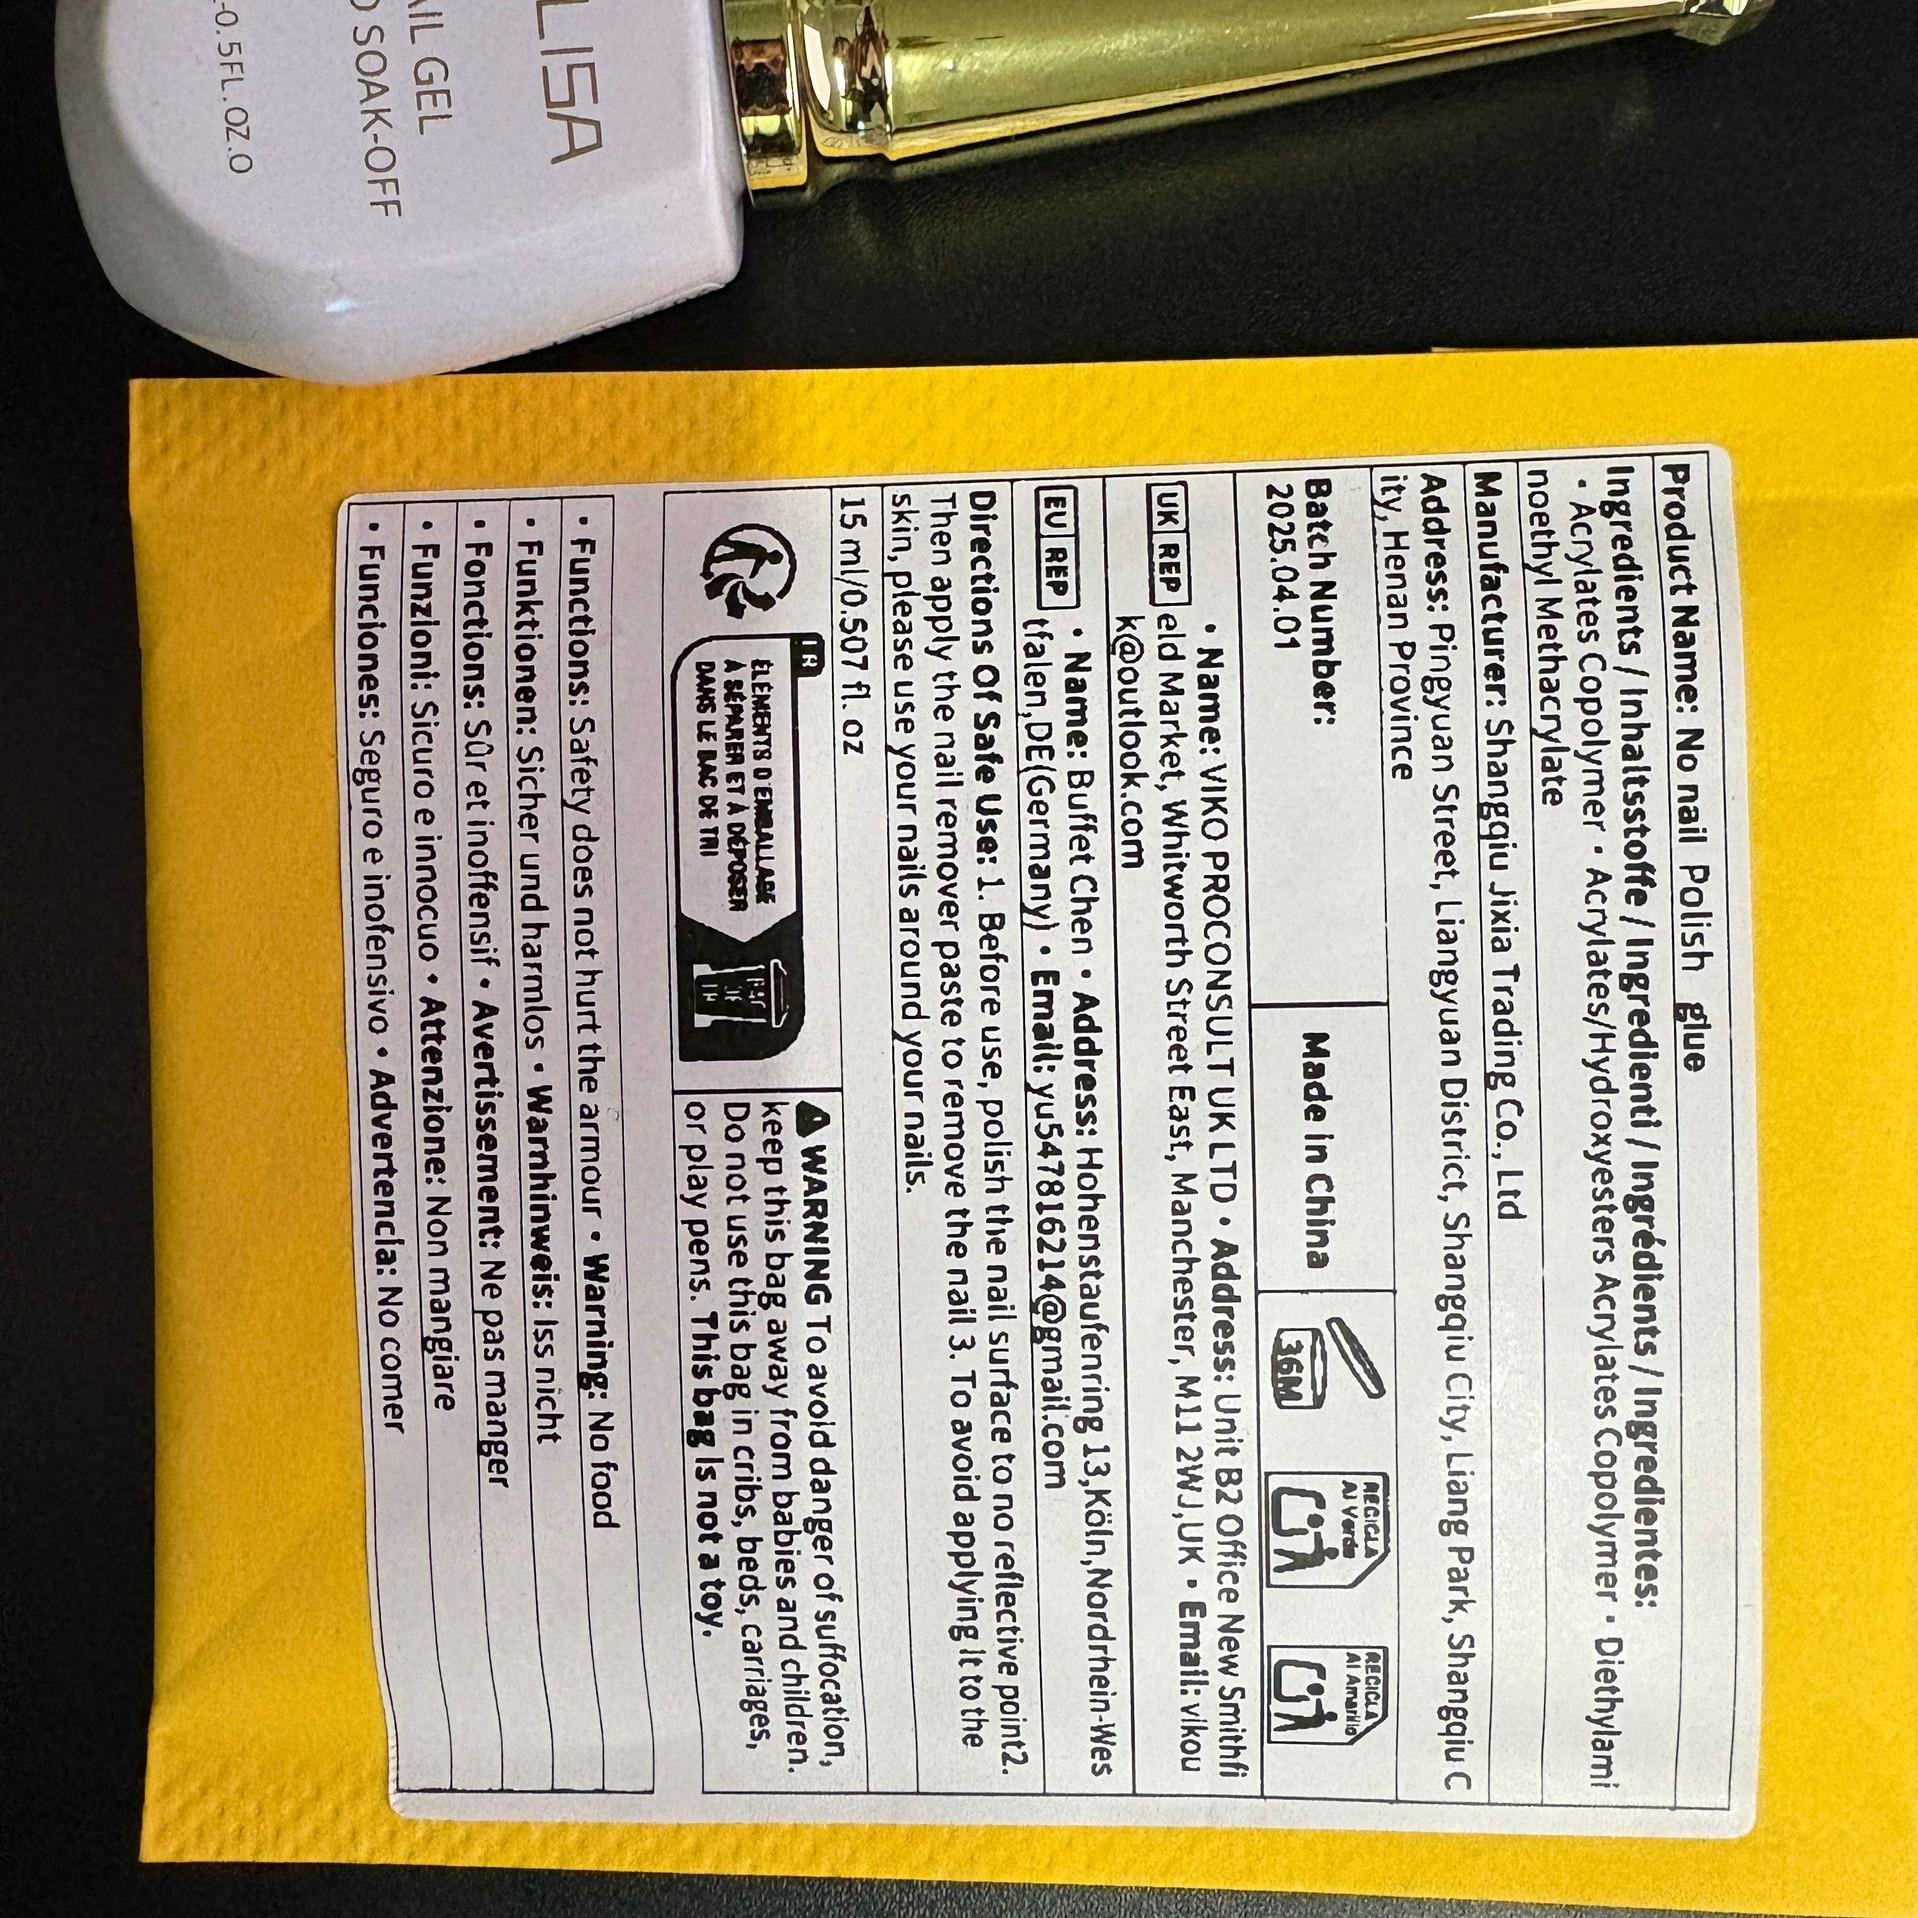 LISA
IL GEL
SOAK-OFF
-0.5FL.OZ.0
Product Name: No nail Polish glue
Ingredients / Inhaltsstoffe / Ingredienti / Ingrédients / Ingredientes:
• Acrylates Copolymer • Acrylates/Hydroxyesters Acrylates Copolymer • Diethylami
noethyl Methacrylate
Manufacturer: Shangqiu Jixia Trading Co., Ltd
Address: Pingyuan Street, Liangyuan District, Shangqiu City, Liang Park, Shangqiu C
ity, Henan Province
Batch Number:
2025.04.01
Made in China
36M
RECICLA
Al Verde
RECICLA
Al Amarillo
UK REP
• Name: VIKO PROCONSULT UK LTD • Address: Unit B2 Office New Smithfi
eld Market, Whitworth Street East, Manchester, M11 2WJ,UK • Email: vikou
k@outlook.com
EU REP
• Name: Buffet Chen • Address: Hohenstaufenring 13,Köln,Nordrhein-Wes
tfalen,DE(Germany) • Email: yu547816214@gmail.com
Directions Of Safe Use: 1. Before use, polish the nail surface to no reflective point2.
Then apply the nail remover paste to remove the nail 3. To avoid applying it to the
skin, please use your nails around your nails.
15 ml/0.507 fl. oz
FR
ÉLÉMENTS D'EMBALLAGE
À SÉPARER ET À DÉPOSER
DANS LE BAC DE TRI
WARNING To avoid danger of suffocation,
keep this bag away from babies and children.
Do not use this bag in cribs, beds, carriages,
or play pens. This bag is not a toy.
• Functions: Safety does not hurt the armour • Warning: No food
• Funktionen: Sicher und harmlos • Warnhinweis: Iss nicht
• Fonctions: Sûr et inoffensif • Avertissement: Ne pas manger
• Funzioni: Sicuro e innocuo • Attenzione: Non mangiare
• Funciones: Seguro e inofensivo • Advertencia: No comer